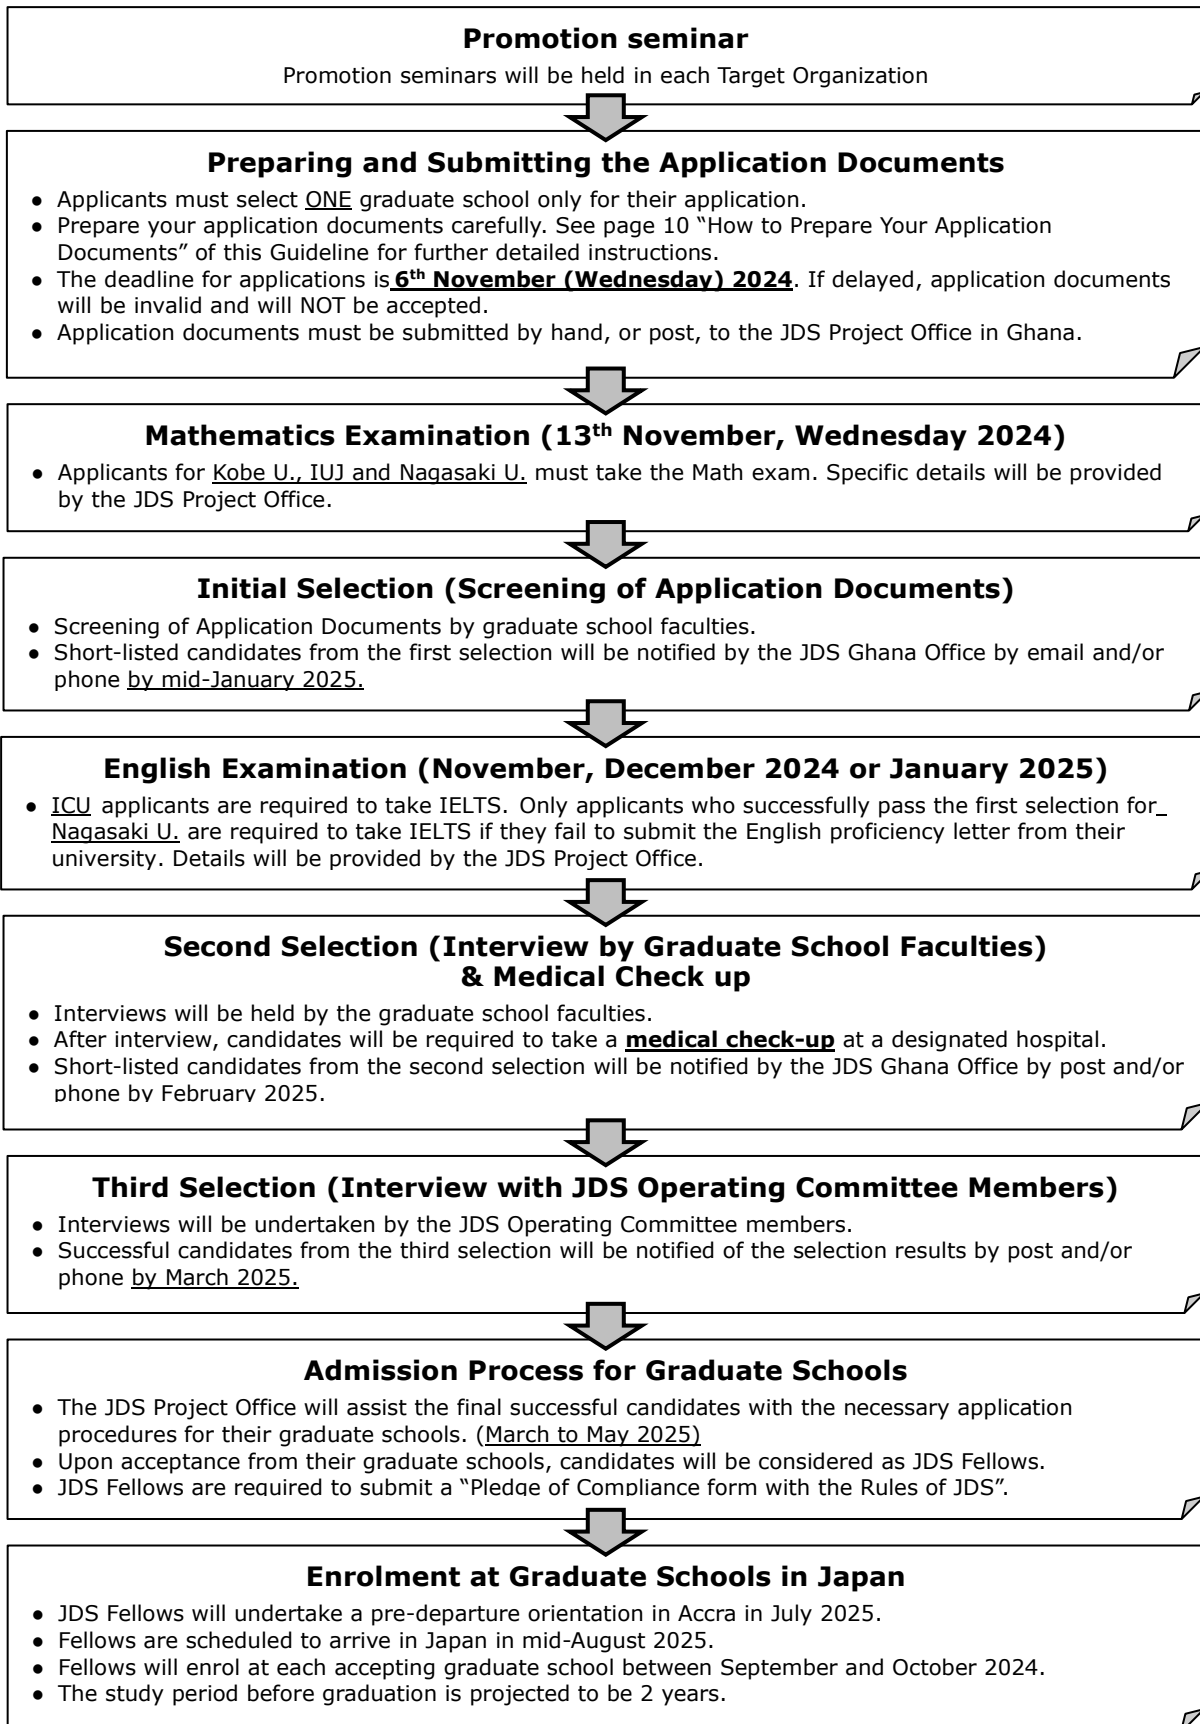 Promotion seminar
Promotion seminars will be held in each Target Organization
Preparing and Submitting the Application Documents
● Applicants must select ONE graduate school only for their application.
● Prepare your application documents carefully. See page 10 “How to Prepare Your Application
Documents” of this Guideline for further detailed instructions.
● The deadline for applications is 6th November (Wednesday) 2024. If delayed, application documents
will be invalid and will NOT be accepted.
● Application documents must be submitted by hand, or post, to the JDS Project Office in Ghana.
Mathematics Examination (13th November, Wednesday 2024)
● Applicants for Kobe U., IUJ and Nagasaki U. must take the Math exam. Specific details will be provided
by the JDS Project Office.
Initial Selection (Screening of Application Documents)
● Screening of Application Documents by graduate school faculties.
● Short-listed candidates from the first selection will be notified by the JDS Ghana Office by email and/or
phone by mid-January 2025.
English Examination (November, December 2024 or January 2025)
● ICU applicants are required to take IELTS. Only applicants who successfully pass the first selection for
Nagasaki U. are required to take IELTS if they fail to submit the English proficiency letter from their
university. Details will be provided by the JDS Project Office.
Second Selection (Interview by Graduate School Faculties)
& Medical Check up
● Interviews will be held by the graduate school faculties.
● After interview, candidates will be required to take a medical check-up at a designated hospital.
● Short-listed candidates from the second selection will be notified by the JDS Ghana Office by post and/or
phone by February 2025.
Third Selection (Interview with JDS Operating Committee Members)
● Interviews will be undertaken by the JDS Operating Committee members.
● Successful candidates from the third selection will be notified of the selection results by post and/or
phone by March 2025.
Admission Process for Graduate Schools
● The JDS Project Office will assist the final successful candidates with the necessary application
procedures for their graduate schools. (March to May 2025)
● Upon acceptance from their graduate schools, candidates will be considered as JDS Fellows.
● JDS Fellows are required to submit a “Pledge of Compliance form with the Rules of JDS”.
Enrolment at Graduate Schools in Japan
● JDS Fellows will undertake a pre-departure orientation in Accra in July 2025.
● Fellows are scheduled to arrive in Japan in mid-August 2025.
● Fellows will enrol at each accepting graduate school between September and October 2024.
● The study period before graduation is projected to be 2 years.